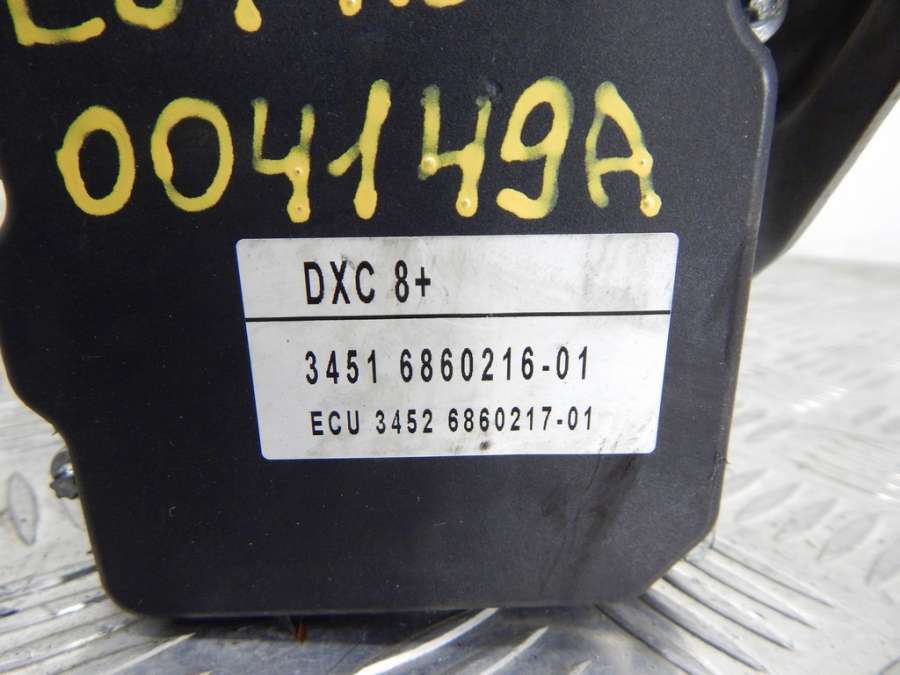 004149A
DXC 8+
3451 6860216-01
ECU 3452 6860217-01